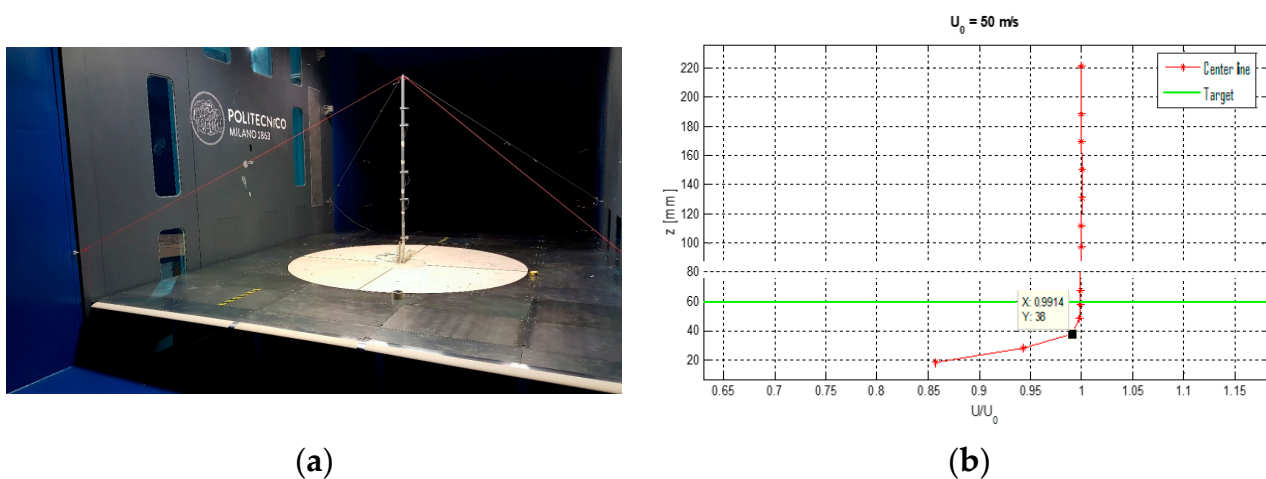 POLITECNICO
MILANO 1863
(a)
U0 = 50 m/s
Center line
Target
z [mm]
220
200
180
160
140
120
100
80
60
40
20
X: 0.9914
Y: 38
0.65 0.7 0.75 0.8 0.85 0.9 0.95 1 1.05 1.1 1.15
U/U0
(b)